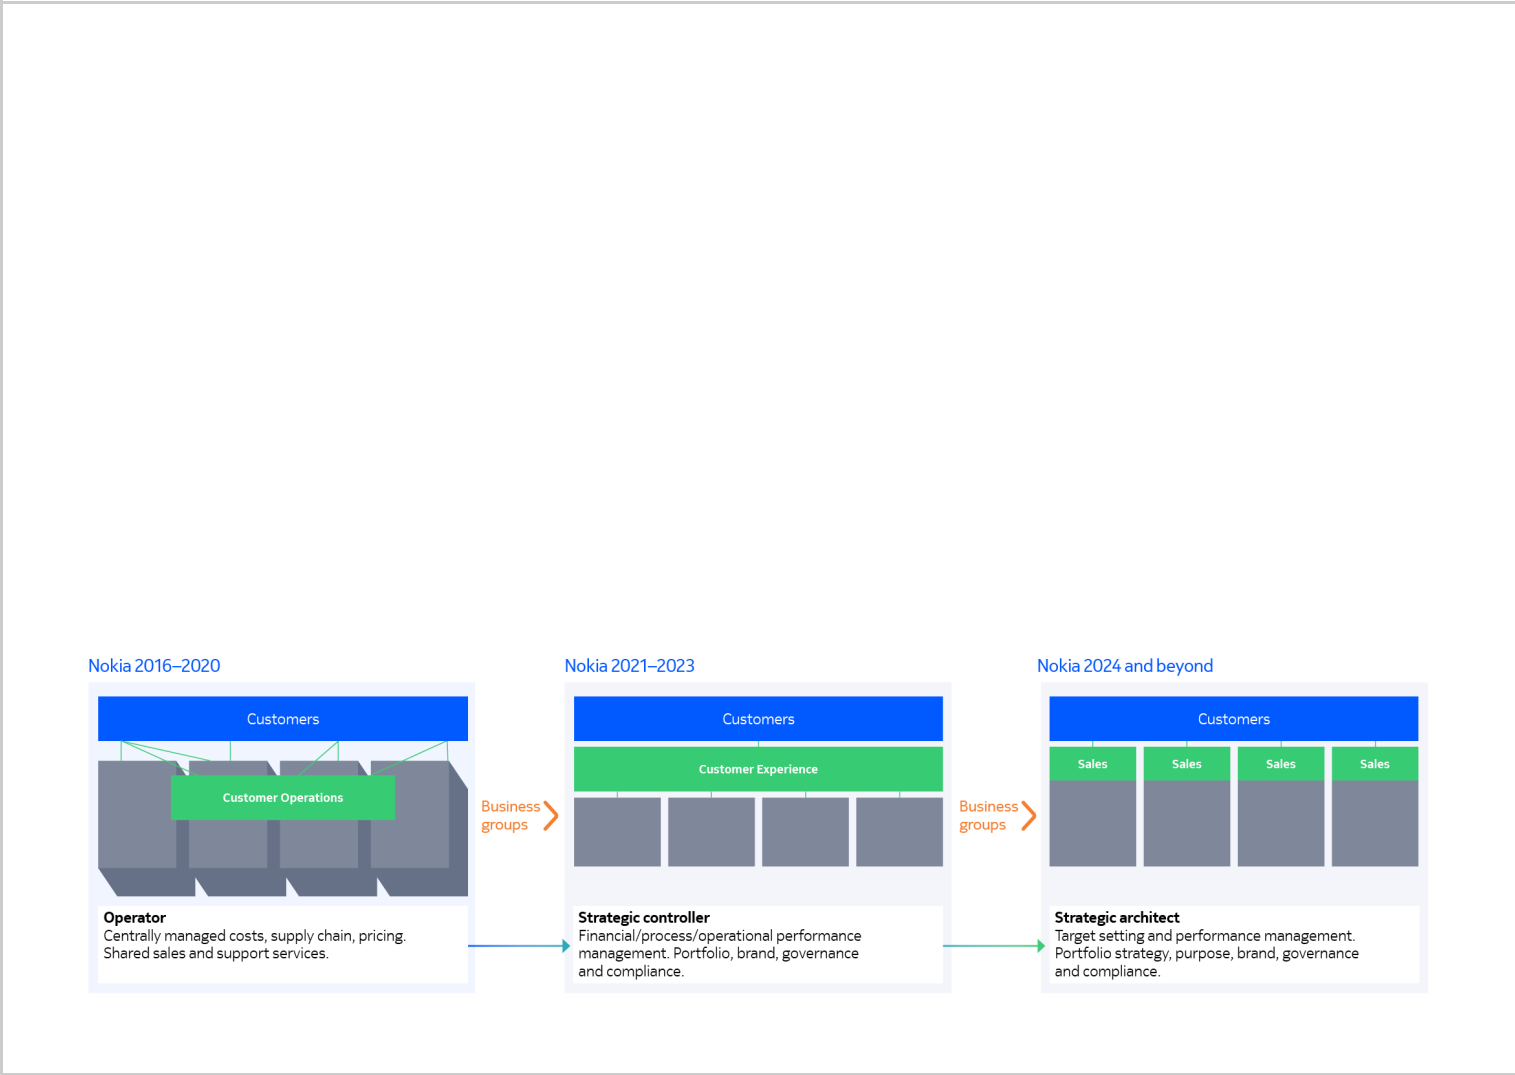 Nokia 2016–2020
Customers
Customer Operations
Operator
Centrally managed costs, supply chain, pricing.
Shared sales and support services.
Business
groups
Nokia 2021–2023
Customers
Customer Experience
Strategic controller
Financial/process/operational performance
management. Portfolio, brand, governance
and compliance.
Business
groups
Nokia 2024 and beyond
Customers
Sales
Sales
Sales
Sales
Strategic architect
Target setting and performance management.
Portfolio strategy, purpose, brand, governance
and compliance.